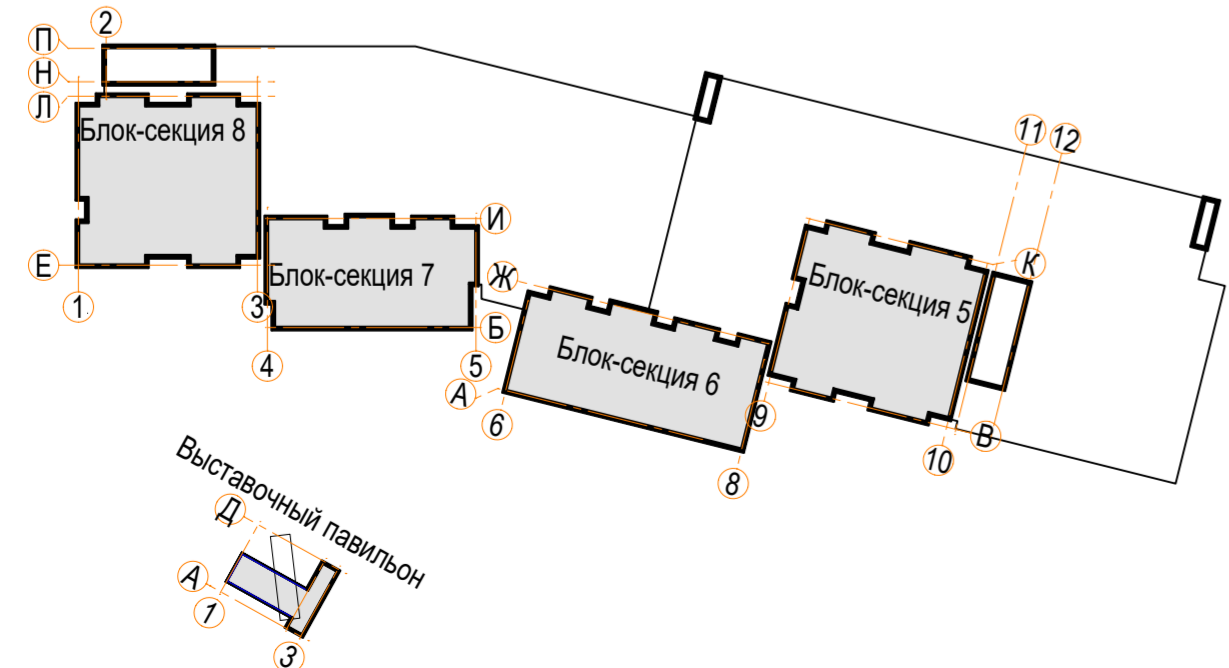 2
П
Н
Л
Блок-секция 8
11
12
И
Е
Блок-секция 7
Ж
К
Блок-секция 5
1
3
Б
Блок-секция 6
4
5
А
6
9
В
10
8
Выставочный павильон
Д
А
1
3